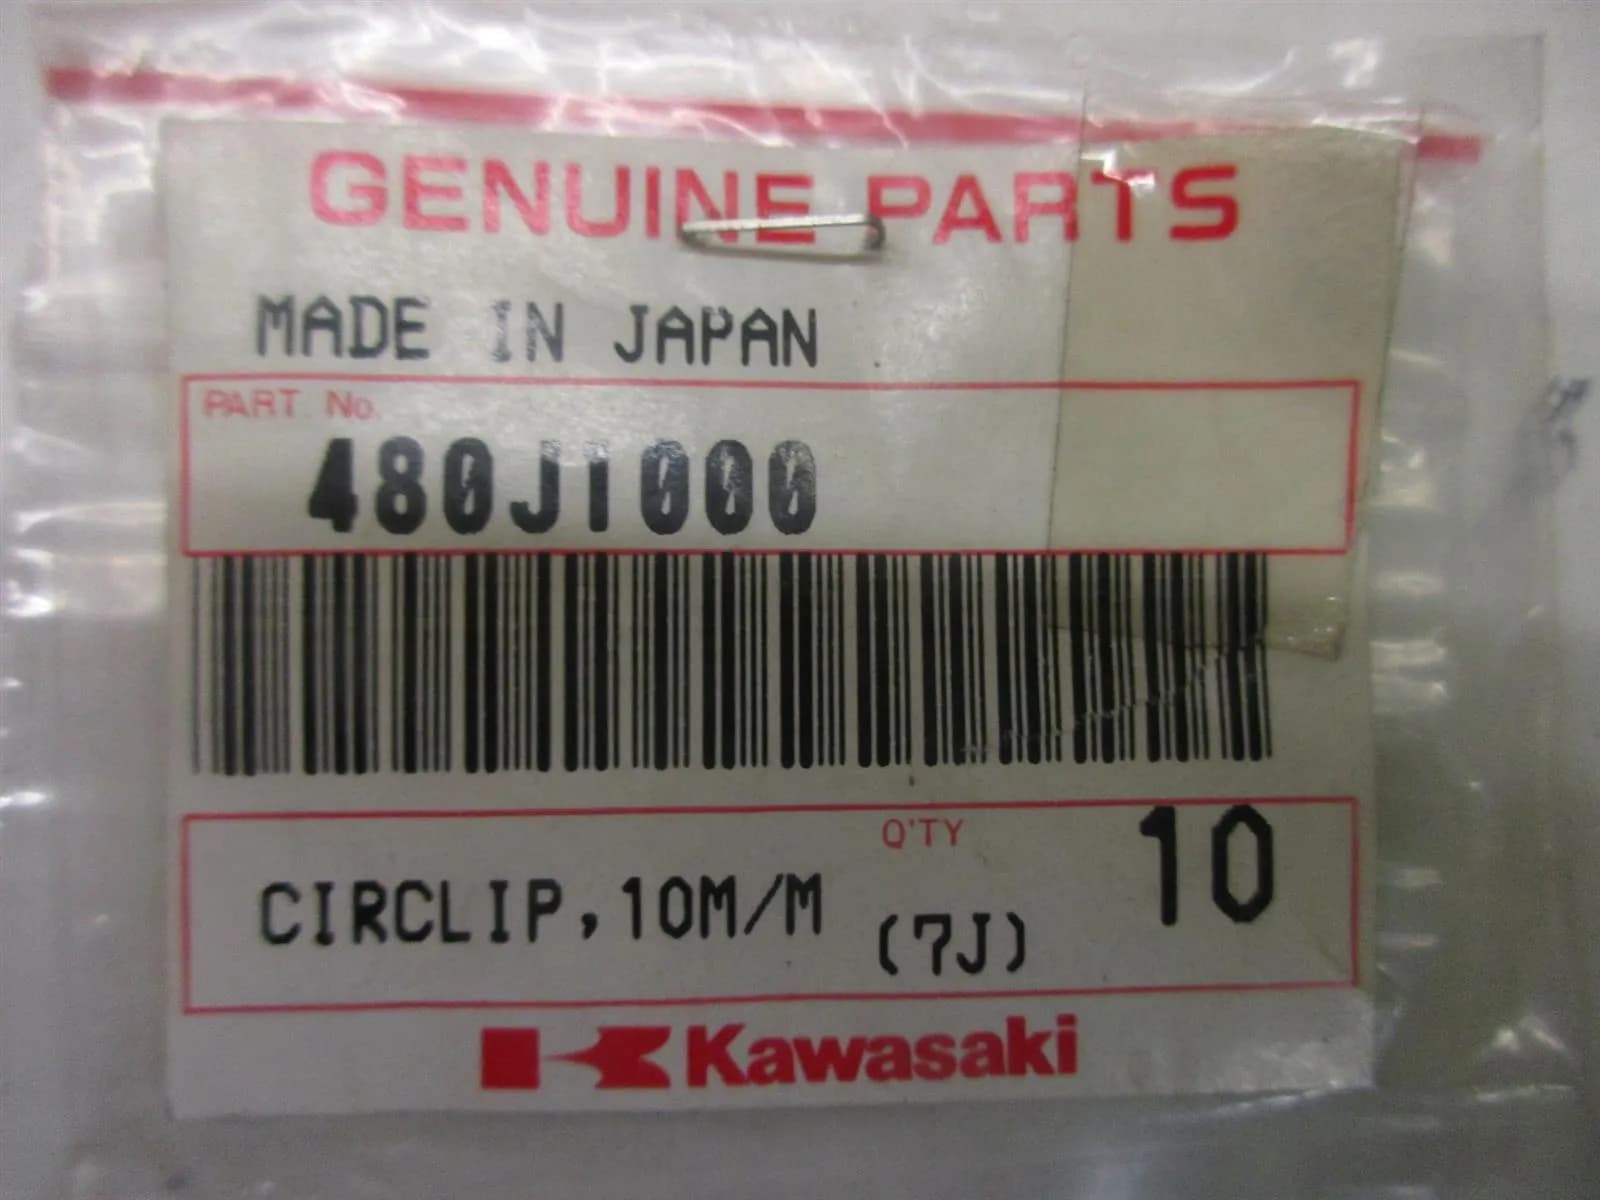 GENUINE PARTS
MADE IN JAPAN
PART No.
480J1000
Q'TY 10
CIRCLIP,10M/M (7J)
Kawasaki